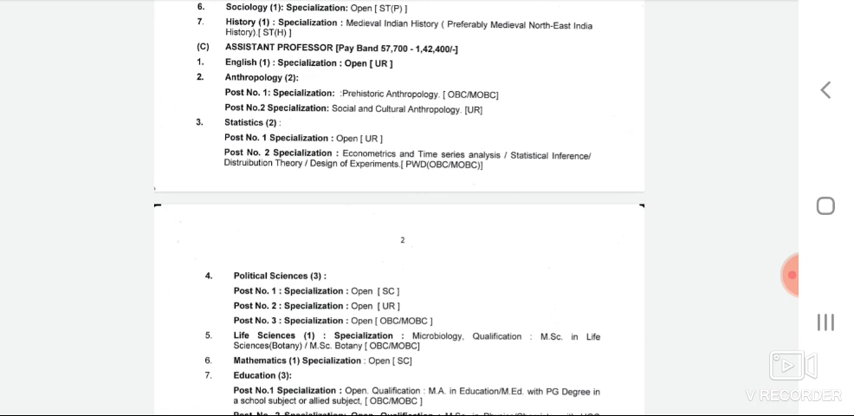 6. Sociology (1): Specialization: Open [ ST(P) ]
7. History (1) : Specialization : Medieval Indian History ( Preferably Medieval North-East India
History).[ ST(H) ]
(C) ASSISTANT PROFESSOR [Pay Band 57,700 - 1,42,400/-]
1. English (1) : Specialization : Open [ UR ]
2. Anthropology (2):
Post No. 1: Specialization: :Prehistoric Anthropology. [ OBC/MOBC]
Post No.2 Specialization: Social and Cultural Anthropology. [UR]
3. Statistics (2) :
Post No. 1 Specialization : Open [ UR ]
Post No. 2 Specialization : Econometrics and Time series analysis / Statistical Inference/
Distruibution Theory / Design of Experiments.[ PWD(OBC/MOBC)]
2
4. Political Sciences (3) :
Post No. 1 : Specialization : Open [ SC ]
Post No. 2 : Specialization : Open [ UR ]
Post No. 3 : Specialization : Open [ OBC/MOBC ]
5. Life Sciences (1) : Specialization : Microbiology, Qualification : M.Sc. in Life
Sciences(Botany) / M.Sc. Botany [ OBC/MOBC]
6. Mathematics (1) Specialization : Open [ SC]
7. Education (3):
Post No.1 Specialization : Open. Qualification : M.A. in Education/M.Ed. with PG Degree in
a school subject or allied subject, [ OBC/MOBC ]
V RECORDER